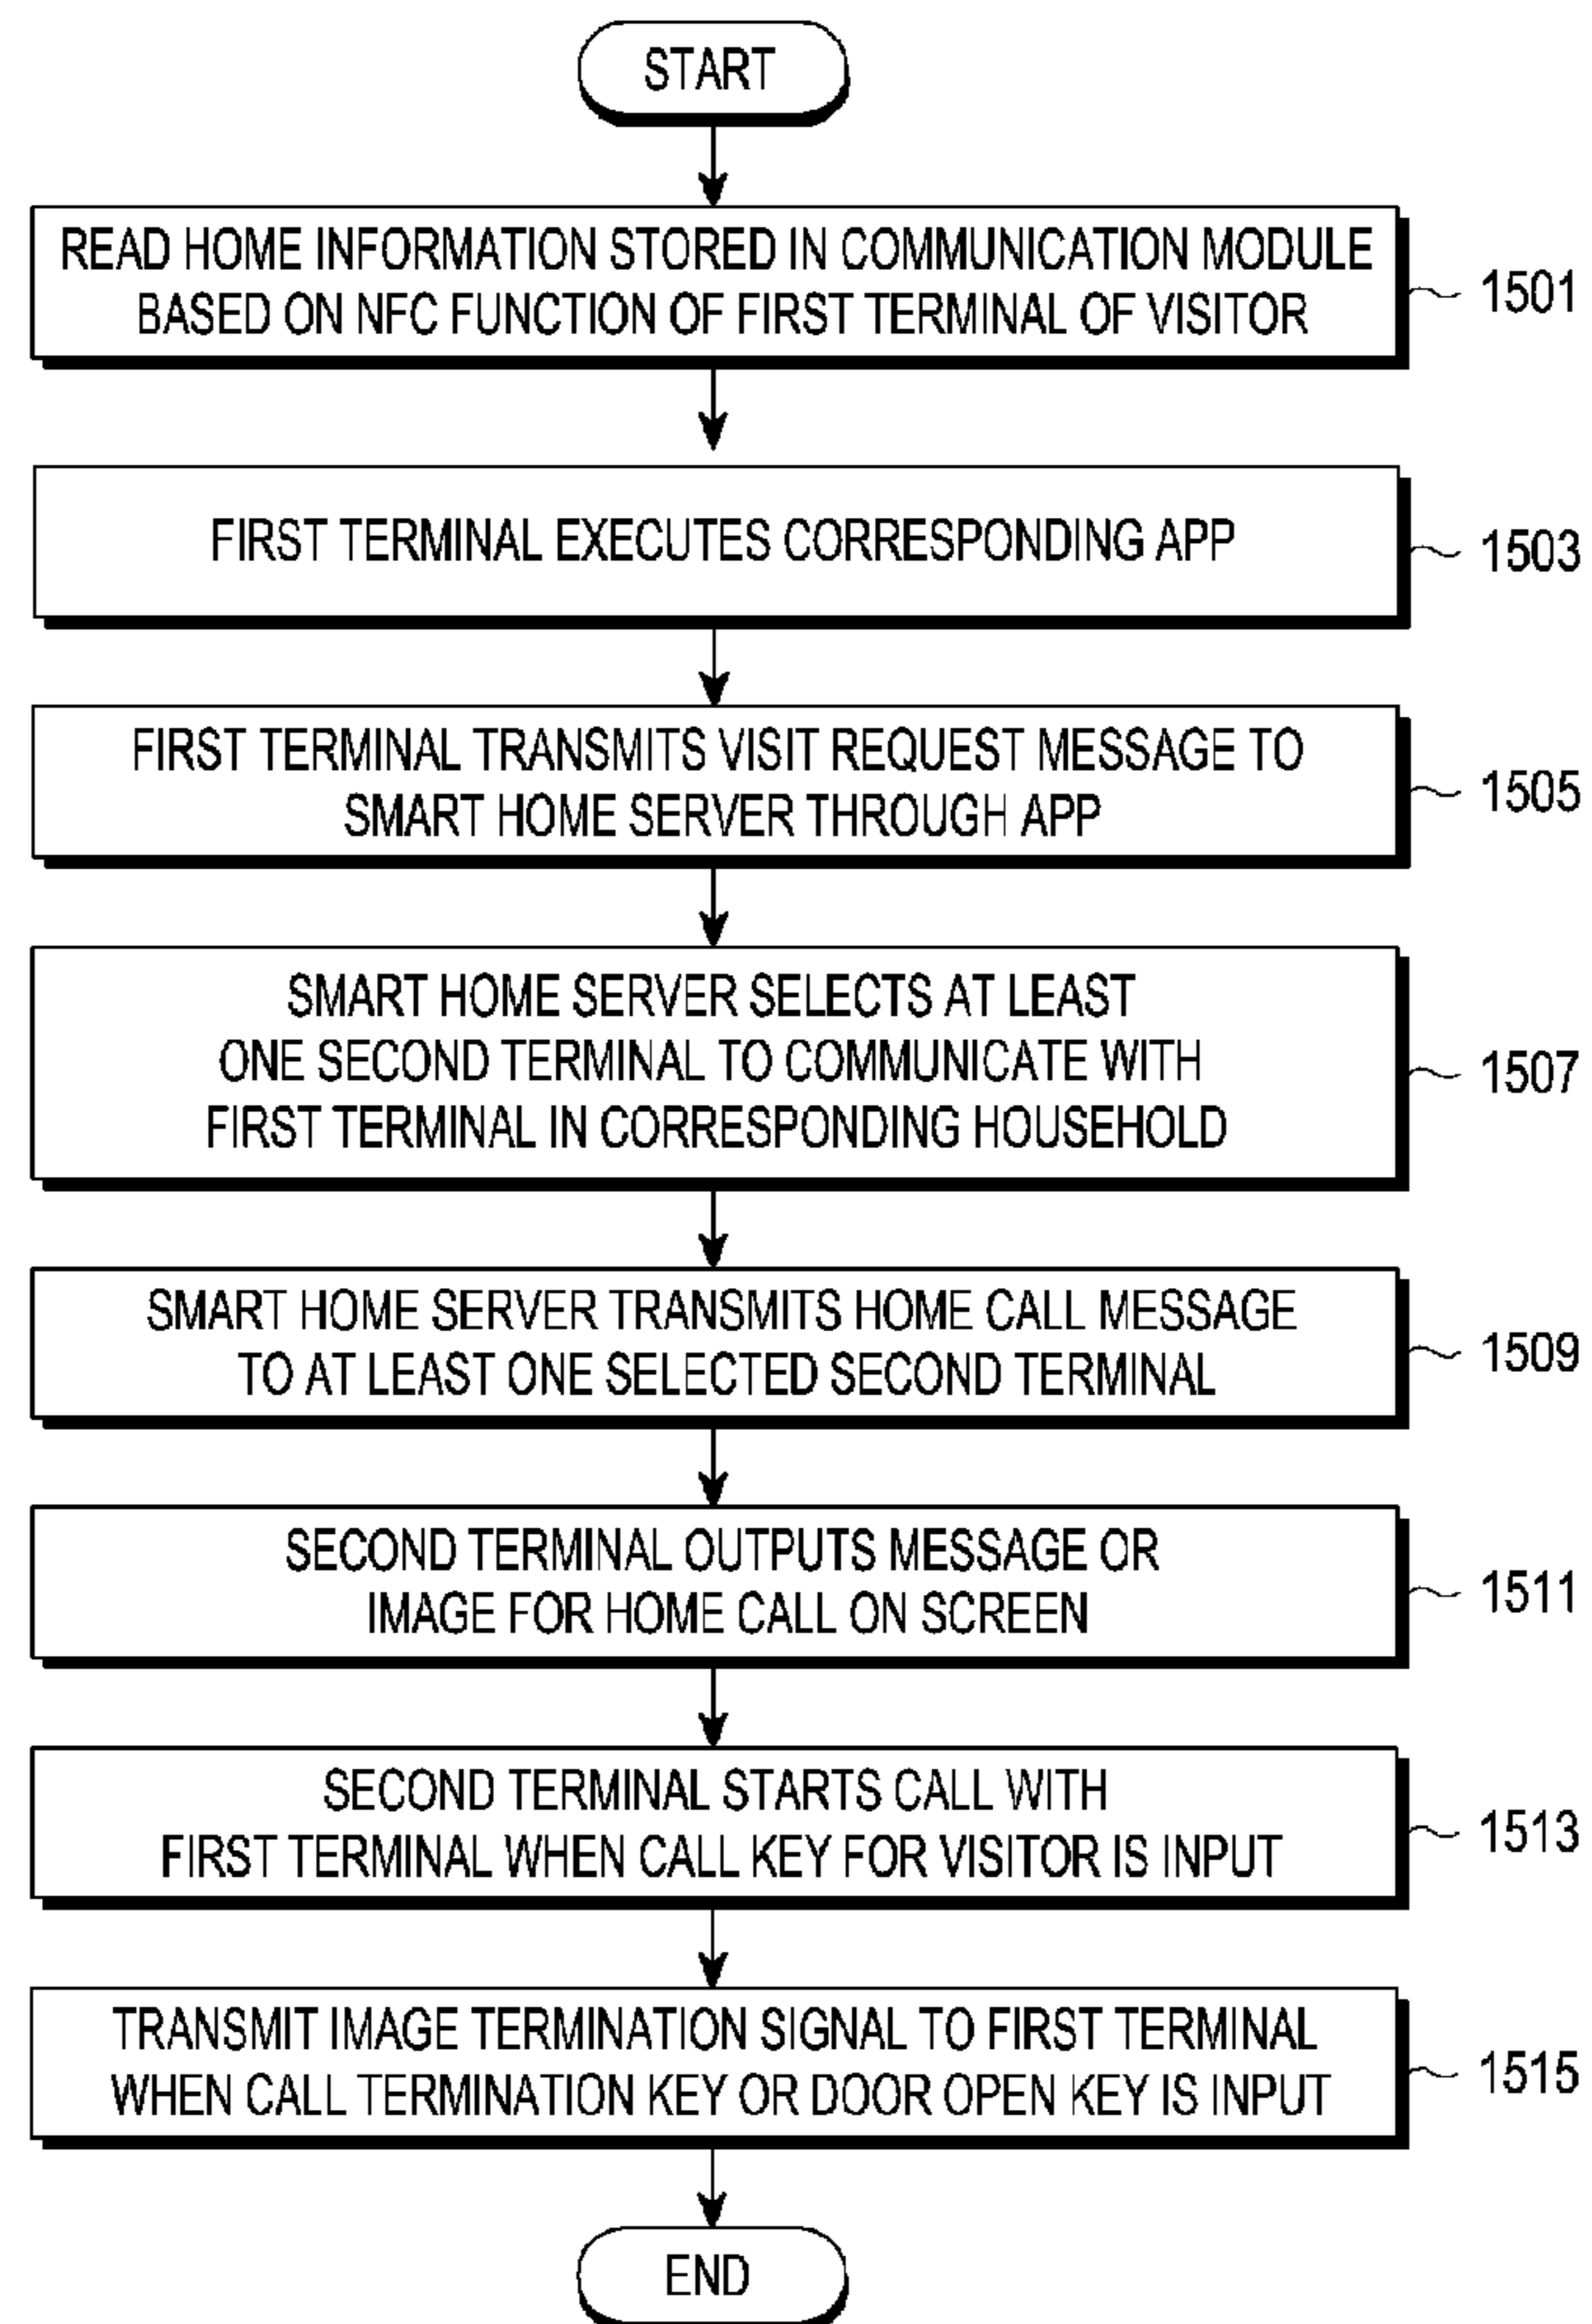 START
READ HOME INFORMATION STORED IN COMMUNICATION MODULE
BASED ON NFC FUNCTION OF FIRST TERMINAL OF VISITOR
1501
FIRST TERMINAL EXECUTES CORRESPONDING APP
1503
FIRST TERMINAL TRANSMITS VISIT REQUEST MESSAGE TO
SMART HOME SERVER THROUGH APP
1505
SMART HOME SERVER SELECTS AT LEAST
ONE SECOND TERMINAL TO COMMUNICATE WITH
FIRST TERMINAL IN CORRESPONDING HOUSEHOLD
1507
SMART HOME SERVER TRANSMITS HOME CALL MESSAGE
TO AT LEAST ONE SELECTED SECOND TERMINAL
1509
SECOND TERMINAL OUTPUTS MESSAGE OR
IMAGE FOR HOME CALL ON SCREEN
1511
SECOND TERMINAL STARTS CALL WITH
FIRST TERMINAL WHEN CALL KEY FOR VISITOR IS INPUT
1513
TRANSMIT IMAGE TERMINATION SIGNAL TO FIRST TERMINAL
WHEN CALL TERMINATION KEY OR DOOR OPEN KEY IS INPUT
1515
END